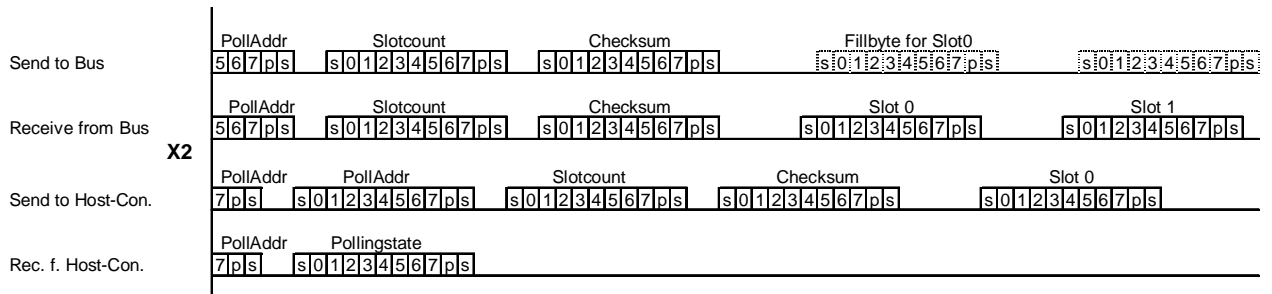 PollAddr Slotcount Checksum Fillbyte for Slot0
Send to Bus 5 6 7 p s s 0 1 2 3 4 5 6 7 p s s 0 1 2 3 4 5 6 7 p s s 0 1 2 3 4 5 6 7 p s s 0 1 2 3 4 5 6 7 p s
PollAddr Slotcount Checksum Slot 0 Slot 1
Receive from Bus 5 6 7 p s s 0 1 2 3 4 5 6 7 p s s 0 1 2 3 4 5 6 7 p s s 0 1 2 3 4 5 6 7 p s s 0 1 2 3 4 5 6 7 p s
X2
PollAddr PollAddr Slotcount Checksum Slot 0
Send to Host-Con. 7 p s s 0 1 2 3 4 5 6 7 p s s 0 1 2 3 4 5 6 7 p s s 0 1 2 3 4 5 6 7 p s s 0 1 2 3 4 5 6 7 p s
PollAddr Pollingstate
Rec. f. Host-Con. 7 p s s 0 1 2 3 4 5 6 7 p s